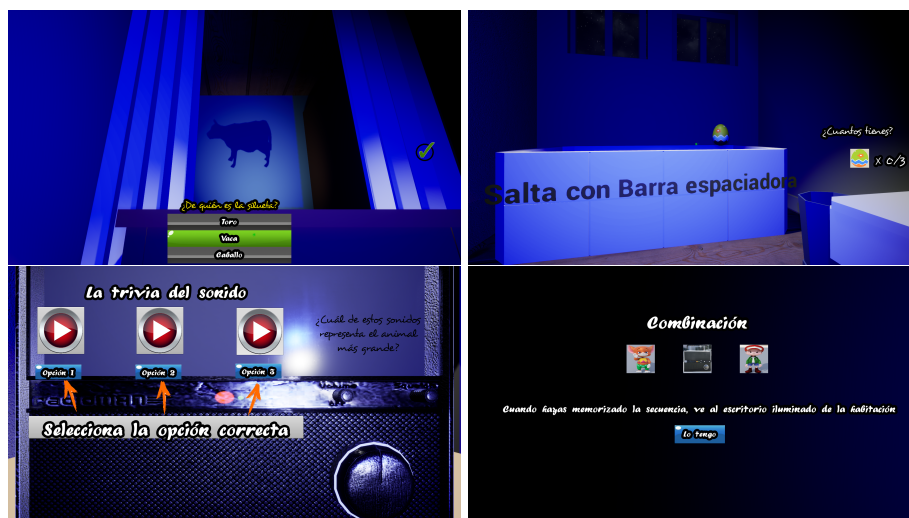 ¿De quién es la silueta?
Toro
Vaca
Caballo
Salta con Barra espaciadora
¿Cuantos tienes?
x 0/3
La trivia del sonido
¿Cuál de estos sonidos
representa el animal
más grande?
Opción 1
Opción 2
Opción 3
Selecciona la opción correcta
Combinación
Cuando hayas memorizado la secuencia, ve al escritorio iluminado de la habitación
Lo tengo